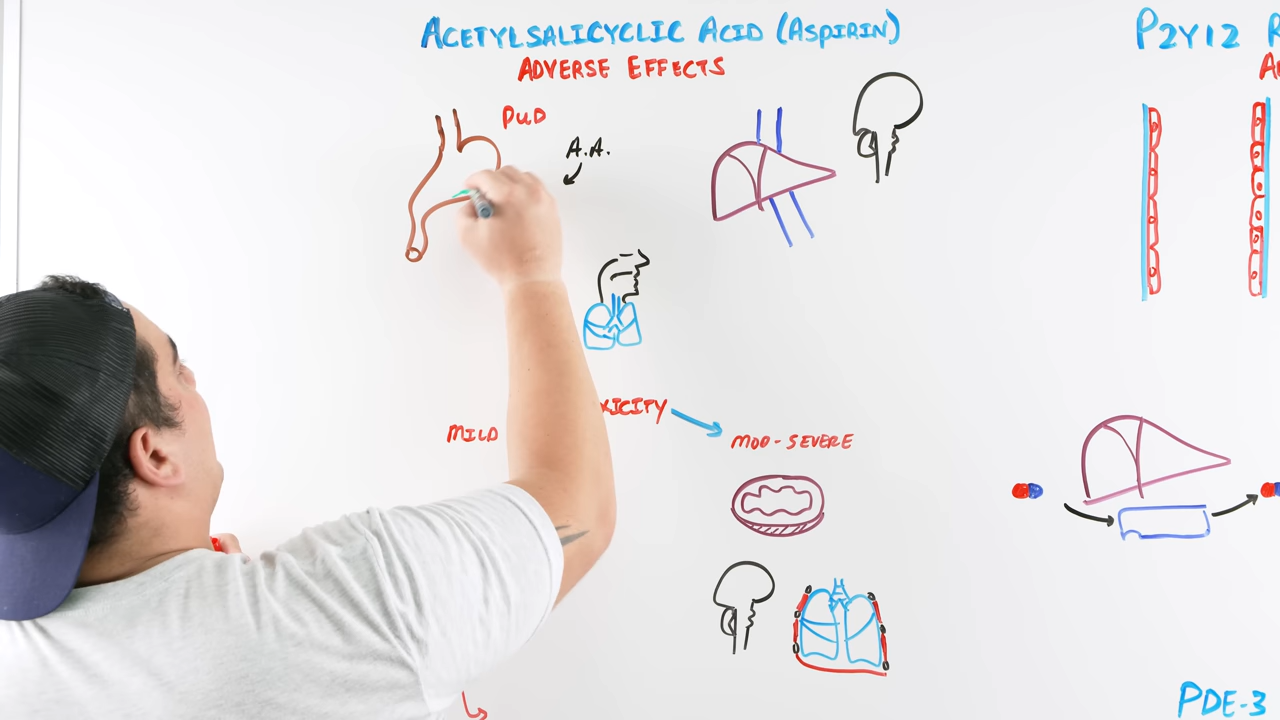 ACETYLSALICYCLIC ACID (ASPIRIN)
ADVERSE EFFECTS
PUD
A.A.
MILD
XICITY
MOD-SEVERE
P2Y12
PDE-3